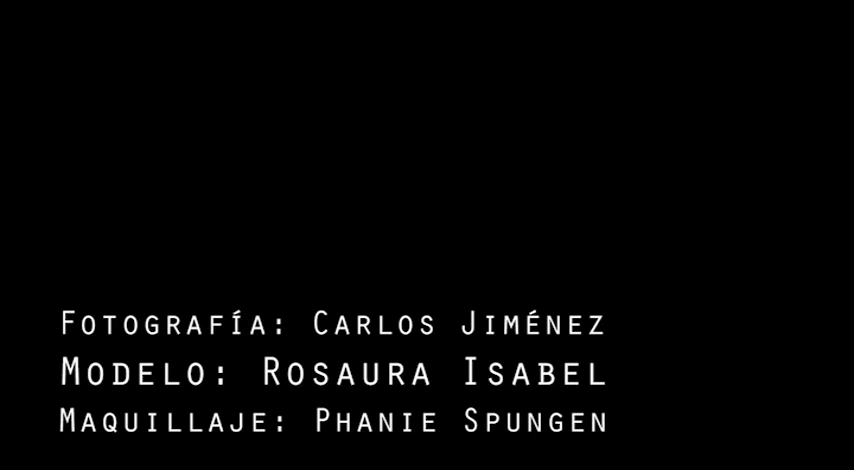 Fotografía: Carlos Jiménez
Modelo: Rosaura Isabel
Maquillaje: Phanie Spungen